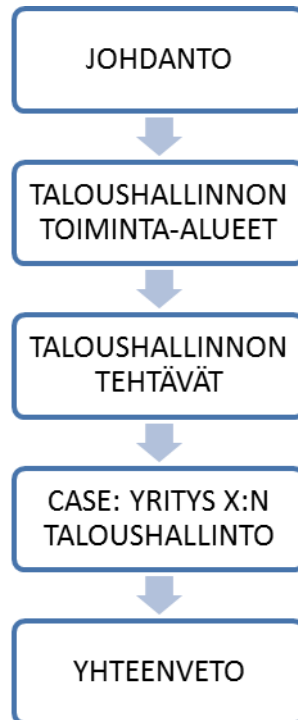 JOHDANTO
TALOUSHALLINNON
TOIMINTA-ALUEET
TALOUSHALLINNON
TEHTÄVÄT
CASE: YRITYS X:N
TALOUSHALLINTO
YHTEENVETO